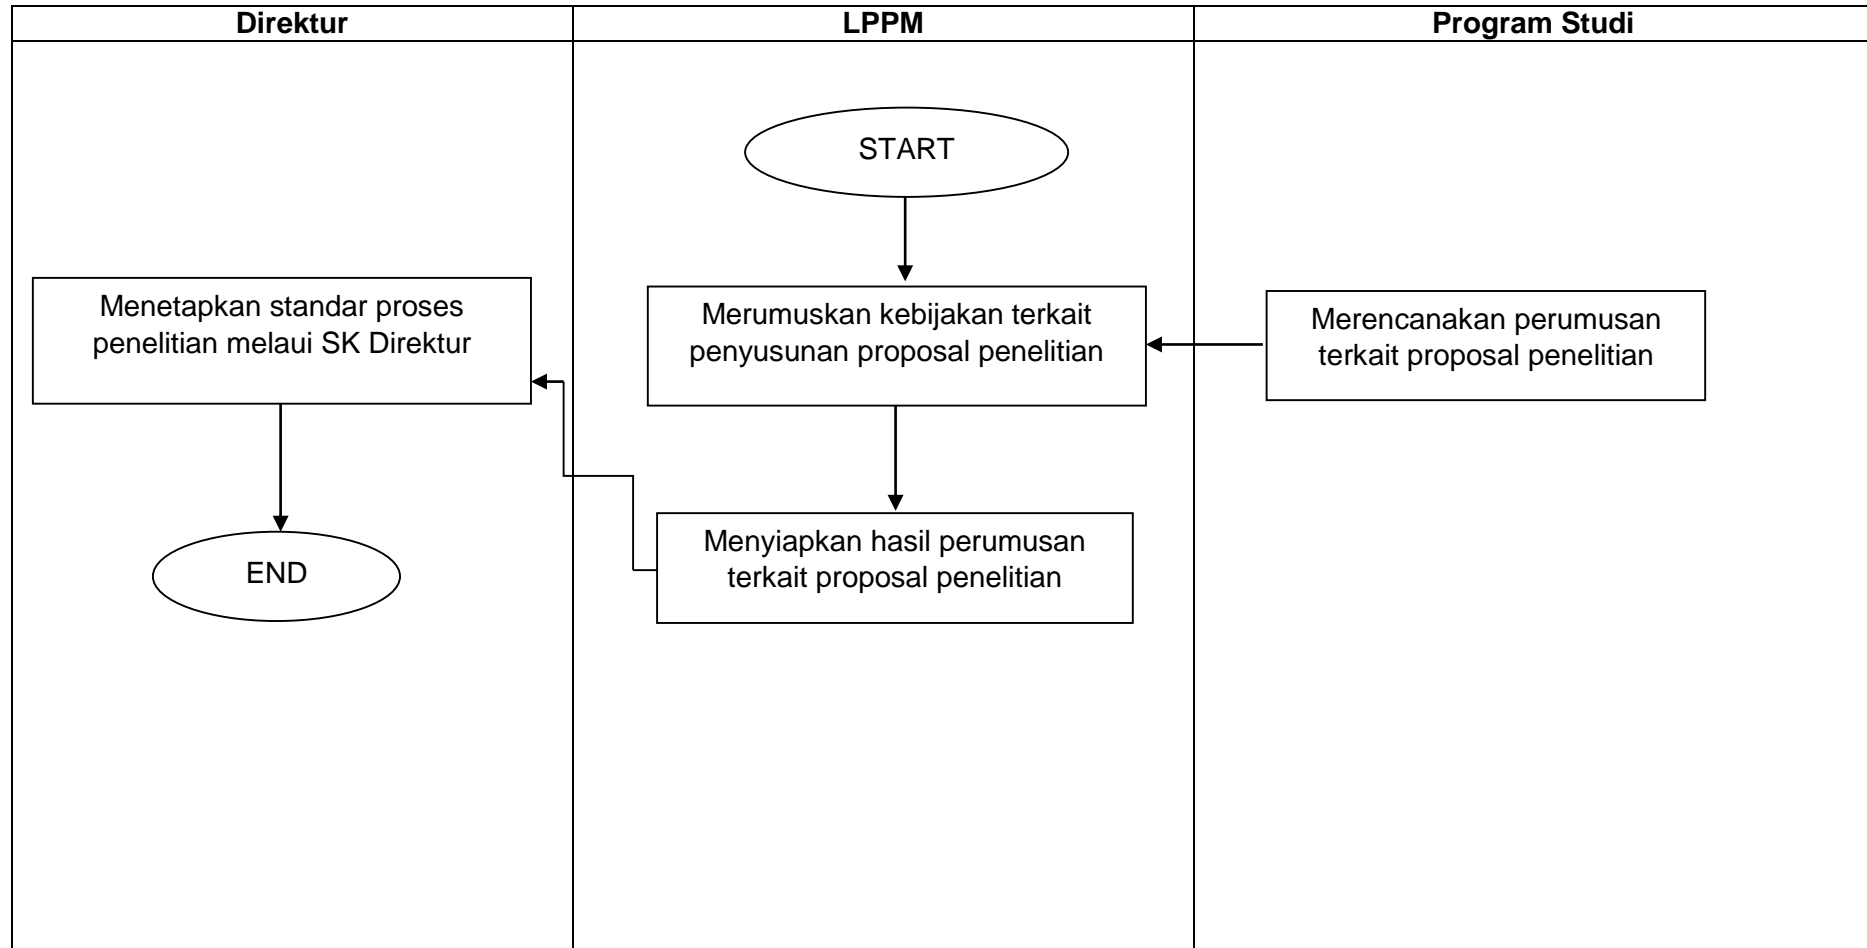 Direktur
LPPM
Program Studi
START
Menetapkan standar proses
penelitian melaui SK Direktur
Merumuskan kebijakan terkait
penyusunan proposal penelitian
Merencanakan perumusan
terkait proposal penelitian
Menyiapkan hasil perumusan
terkait proposal penelitian
END